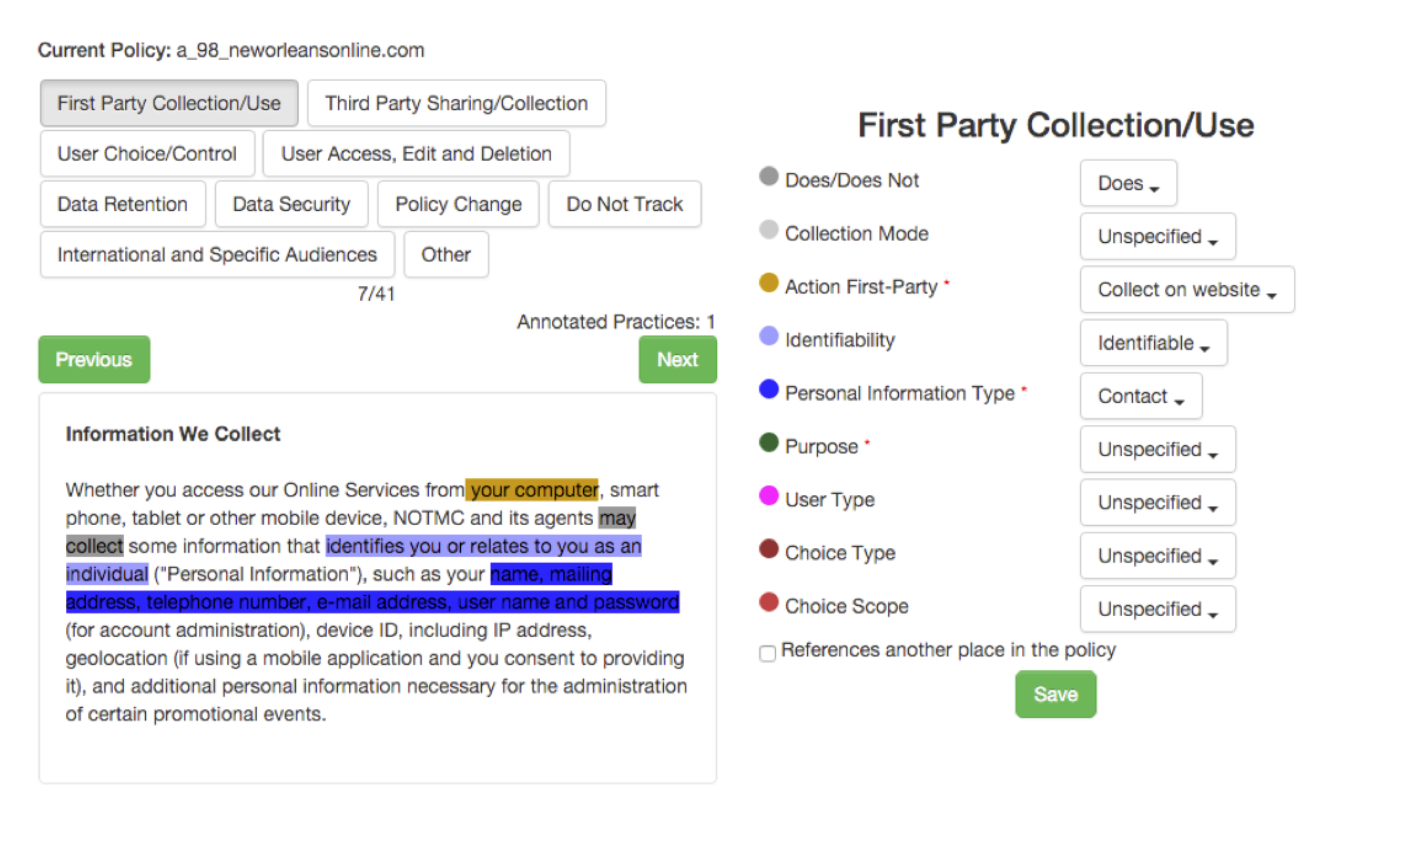 Current Policy: a_98_neworleansonline.com
First Party Collection/Use
Third Party Sharing/Collection
User Choice/Control
User Access, Edit and Deletion
Data Retention
Data Security
Policy Change
Do Not Track
International and Specific Audiences
Other
7/41
Annotated Practices: 1
Previous
Next
Information We Collect
Whether you access our Online Services from your computer, smart
phone, tablet or other mobile device, NOTMC and its agents may
collect some information that identifies you or relates to you as an
individual ("Personal Information"), such as your name, mailing
address, telephone number, e-mail address, user name and password
(for account administration), device ID, including IP address,
geolocation (if using a mobile application and you consent to providing
it), and additional personal information necessary for the administration
of certain promotional events.
First Party Collection/Use
Does/Does Not
Does
Collection Mode
Unspecified
Action First-Party *
Collect on website
Identifiability
Identifiable
Personal Information Type *
Contact
Purpose *
Unspecified
User Type
Unspecified
Choice Type
Unspecified
Choice Scope
Unspecified
References another place in the policy
Save